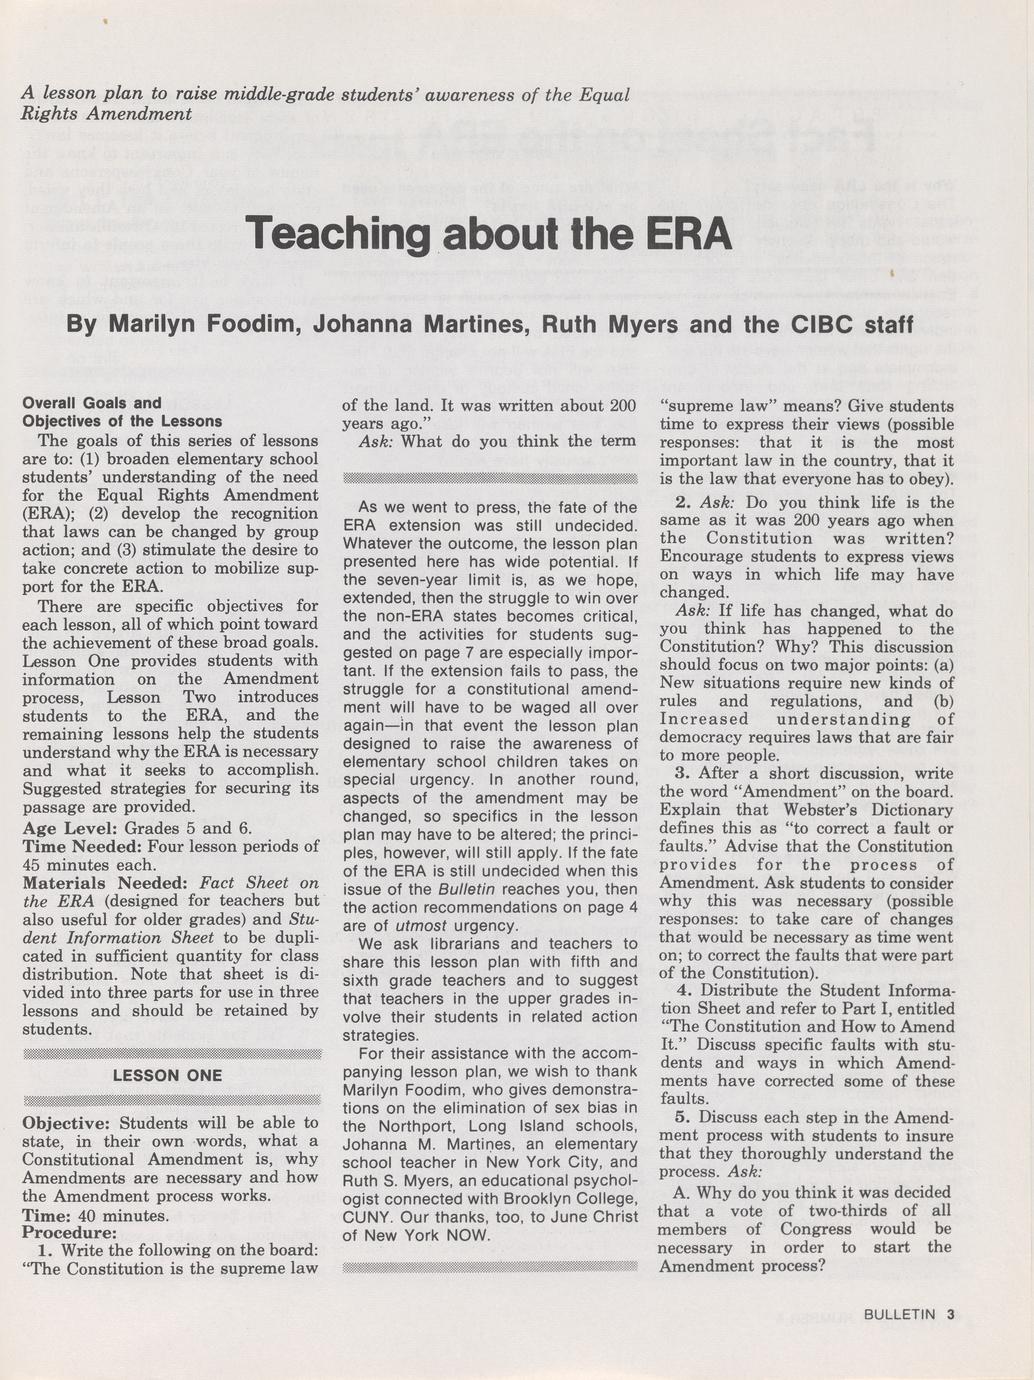 A lesson plan to raise middle-grade students' awareness of the Equal
Rights Amendment
Teaching about the ERA
By Marilyn Foodim, Johanna Martines, Ruth Myers and the CIBC staff
Overall Goals and
Objectives of the Lessons
The goals of this series of lessons
are to: (1) broaden elementary school
students' understanding of the need
for the Equal Rights Amendment
(ERA); (2) develop the recognition
that laws can be changed by group
action; and (3) stimulate the desire to
take concrete action to mobilize sup-
port for the ERA.
There are specific objectives for
each lesson, all of which point toward
the achievement of these broad goals.
Lesson One provides students with
information on the Amendment
process, Lesson Two introduces
students to the ERA, and the
remaining lessons help the students
understand why the ERA is necessary
and what it seeks to accomplish.
Suggested strategies for securing its
passage are provided.
Age Level: Grades 5 and 6.
Time Needed: Four lesson periods of
45 minutes each.
Materials Needed: Fact Sheet on
the ERA (designed for teachers but
also useful for older grades) and Stu-
dent Information Sheet to be dupli-
cated in sufficient quantity for class
distribution. Note that sheet is di-
vided into three parts for use in three
lessons and should be retained by
students.
LESSON ONE
Objective: Students will be able to
state, in their own words, what a
Constitutional Amendment is, why
Amendments are necessary and how
the Amendment process works.
Time: 40 minutes.
Procedure:
1. Write the following on the board:
"The Constitution is the supreme law
of the land. It was written about 200
years ago."
Ask: What do you think the term
As we went to press, the fate of the
ERA extension was still undecided.
Whatever the outcome, the lesson plan
presented here has wide potential. If
the seven-year limit is, as we hope,
extended, then the struggle to win over
the non-ERA states becomes critical,
and the activities for students sug-
gested on page 7 are especially impor-
tant. If the extension fails to pass, the
struggle for a constitutional amend-
ment will have to be waged all over
again—in that event the lesson plan
designed to raise the awareness of
elementary school children takes on
special urgency. In another round,
aspects of the amendment may be
changed, so specifics in the lesson
plan may have to be altered; the princi-
ples, however, will still apply. If the fate
of the ERA is still undecided when this
issue of the Bulletin reaches you, then
the action recommendations on page 4
are of utmost urgency.
We ask librarians and teachers to
share this lesson plan with fifth and
sixth grade teachers and to suggest
that teachers in the upper grades in-
volve their students in related action
strategies.
For their assistance with the accom-
panying lesson plan, we wish to thank
Marilyn Foodim, who gives demonstra-
tions on the elimination of sex bias in
the Northport, Long Island schools,
Johanna M. Martines, an elementary
school teacher in New York City, and
Ruth S. Myers, an educational psychol-
ogist connected with Brooklyn College,
CUNY. Our thanks, too, to June Christ
of New York NOW.
"supreme law" means? Give students
time to express their views (possible
responses: that it is the most
important law in the country, that it
is the law that everyone has to obey).
2. Ask: Do you think life is the
same as it was 200 years ago when
the Constitution was written?
Encourage students to express views
on ways in which life may have
changed.
Ask: If life has changed, what do
you think has happened to the
Constitution? Why? This discussion
should focus on two major points: (a)
New situations require new kinds of
rules and regulations, and (b)
Increased understanding of
democracy requires laws that are fair
to more people.
3. After a short discussion, write
the word "Amendment" on the board.
Explain that Webster's Dictionary
defines this as "to correct a fault or
faults." Advise that the Constitution
provides for the process of
Amendment. Ask students to consider
why this was necessary (possible
responses: to take care of changes
that would be necessary as time went
on; to correct the faults that were part
of the Constitution).
4. Distribute the Student Informa-
tion Sheet and refer to Part I, entitled
"The Constitution and How to Amend
It." Discuss specific faults with stu-
dents and ways in which Amend-
ments have corrected some of these
faults.
5. Discuss each step in the Amend-
ment process with students to insure
that they thoroughly understand the
process. Ask:
A. Why do you think it was decided
that a vote of two-thirds of all
members of Congress would be
necessary in order to start the
Amendment process?
BULLETIN 3